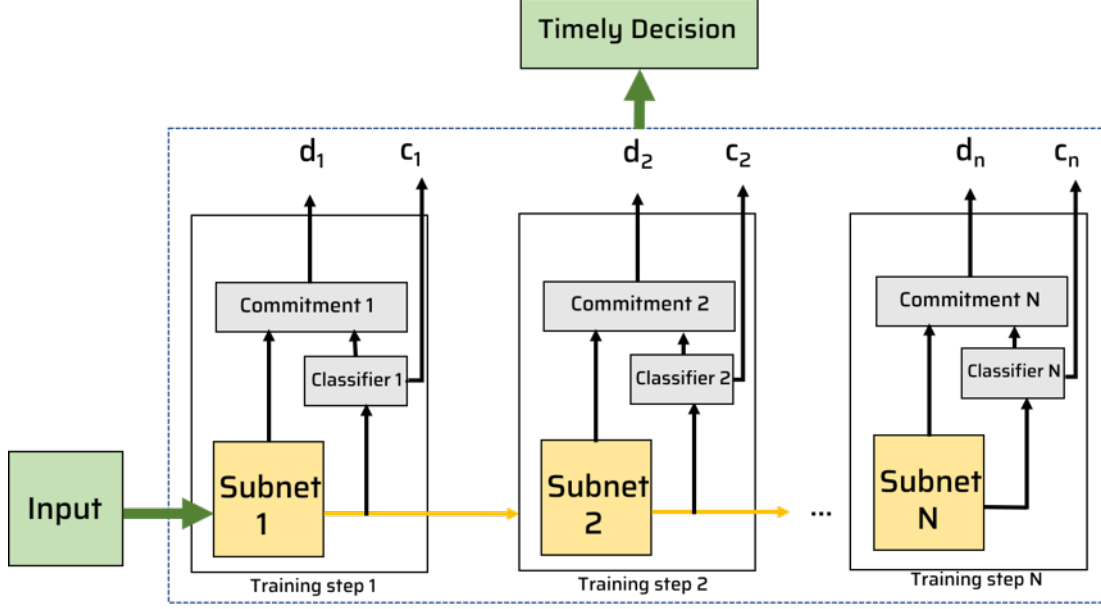 Timely Decision
d1
c1
d2
c2
dn
cn
Commitment 1
Commitment 2
Commitment N
Classifier 1
Classifier 2
Classifier N
Input
Subnet
1
Subnet
2
...
Subnet
N
Training step 1
Training step 2
Training step N